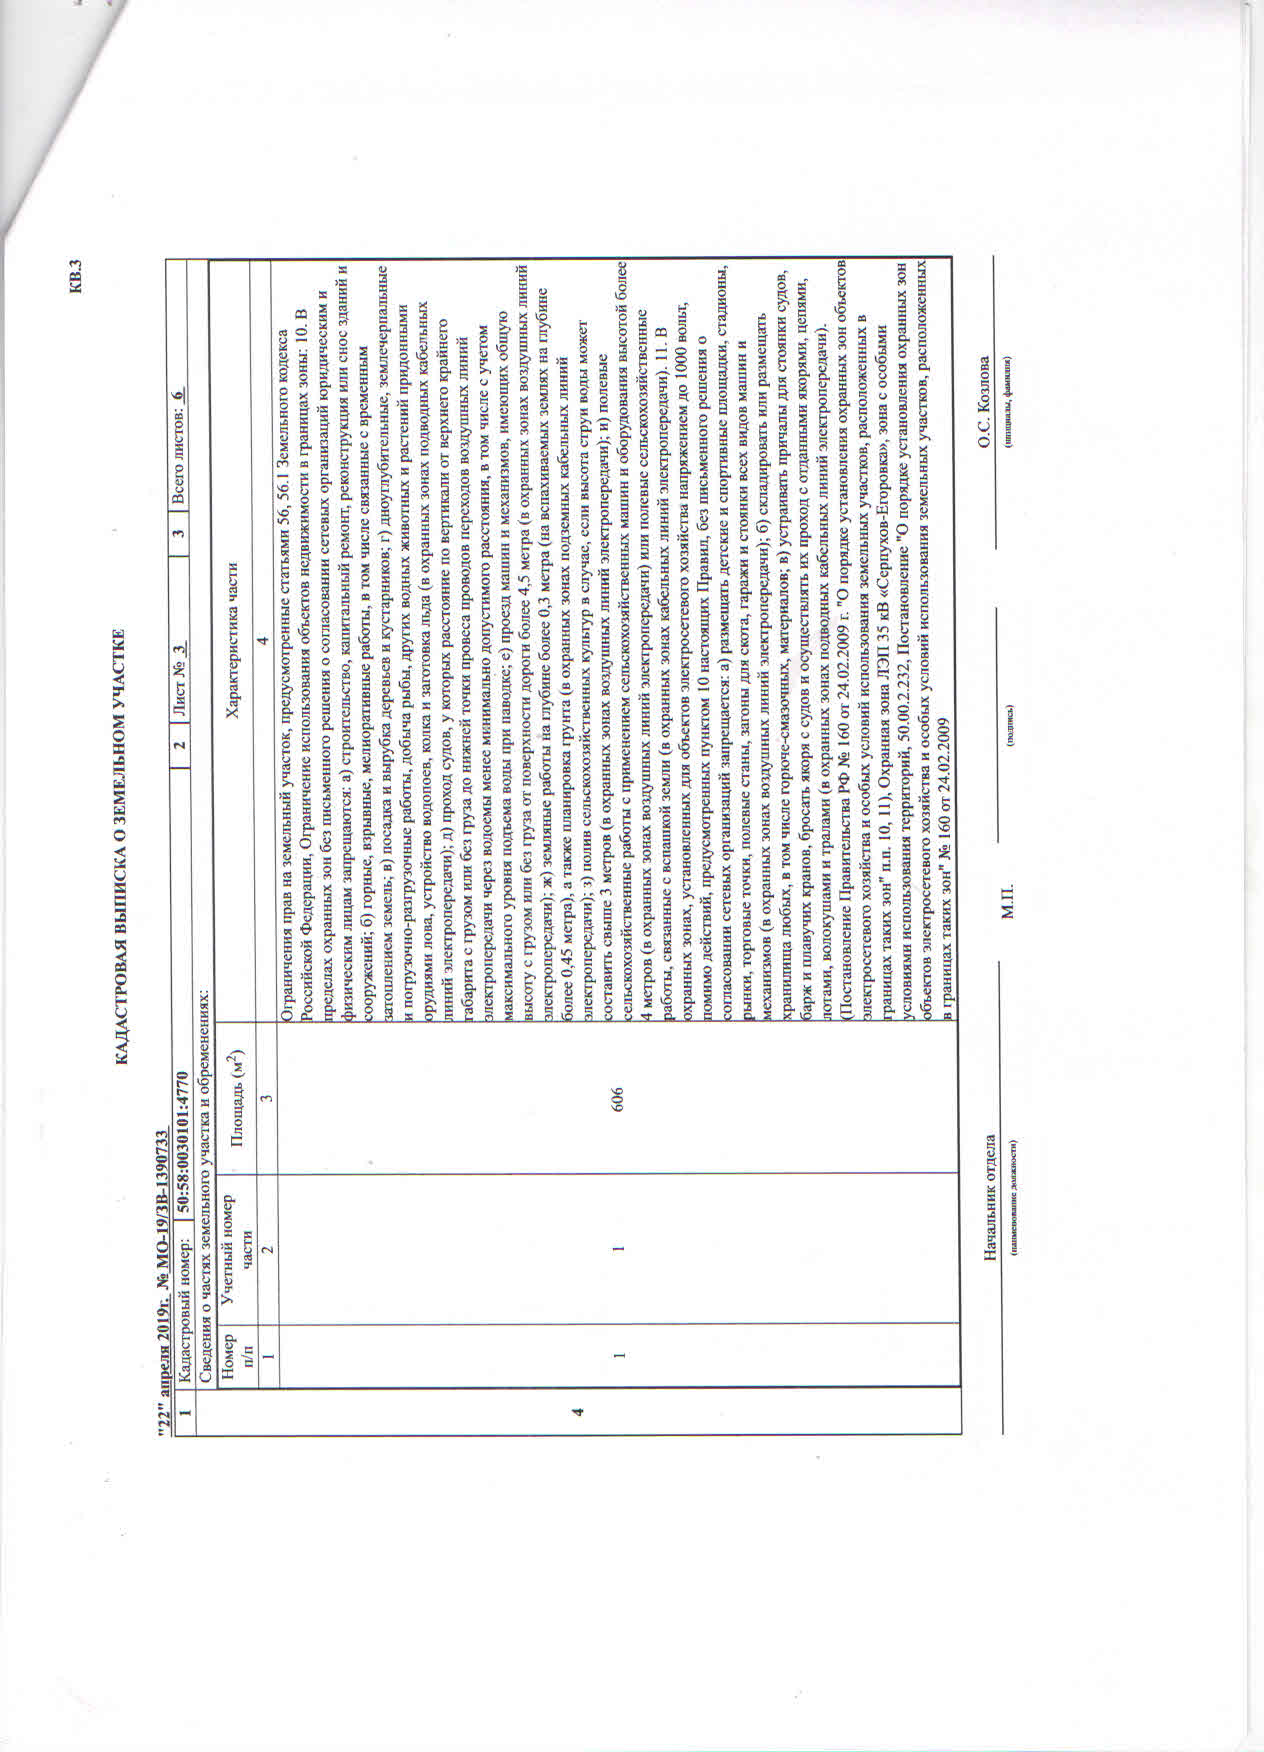 КВ.3
КАДАСТРОВАЯ ВЫПИСКА О ЗЕМЕЛЬНОМ УЧАСТКЕ
"22" апреля 2019г. № МО-19/ЗВ-1390733
1 Кадастровый номер: 50:58:0030101:4770 2 Лист № 3 3 Всего листов: 6
4 Сведения о частях земельного участка и обременениях:
Номер п/п Учетный номер части Площадь (м²) Характеристика части
1 2 3 4
1 1 606
Ограничения прав на земельный участок, предусмотренные статьями 56, 56.1 Земельного кодекса
Российской Федерации, Ограничение использования объектов недвижимости в границах зоны: 10. В
пределах охранных зон без письменного решения о согласовании сетевых организаций юридическим и
физическим лицам запрещаются: а) строительство, капитальный ремонт, реконструкция или снос зданий и
сооружений; б) горные, взрывные, мелиоративные работы, в том числе связанные с временным
затоплением земель; в) посадка и вырубка деревьев и кустарников; г) дноуглубительные, землечерпальные
и погрузочно-разгрузочные работы, добыча рыбы, других водных животных и растений придонными
орудиями лова, устройство водопоев, колка и заготовка льда (в охранных зонах подводных кабельных
линий электропередачи); д) проход судов, у которых расстояние по вертикали от верхнего крайнего
габарита с грузом или без груза до нижней точки провеса проводов переходов воздушных линий
электропередачи через водоемы менее минимально допустимого расстояния, в том числе с учетом
максимального уровня подъема воды при паводке; е) проезд машин и механизмов, имеющих общую
высоту с грузом или без груза от поверхности дороги более 4,5 метра (в охранных зонах воздушных линий
электропередачи); ж) земляные работы на глубине более 0,3 метра (на вспахиваемых землях на глубине
более 0,45 метра), а также планировка грунта (в охранных зонах подземных кабельных линий
электропередачи); з) полив сельскохозяйственных культур в случае, если высота струи воды может
составить свыше 3 метров (в охранных зонах воздушных линий электропередачи); и) полевые
сельскохозяйственные работы с применением сельскохозяйственных машин и оборудования высотой более
4 метров (в охранных зонах воздушных линий электропередачи) или полевые сельскохозяйственные
работы, связанные с вспашкой земли (в охранных зонах кабельных линий электропередачи). 11. В
охранных зонах, установленных для объектов электросетевого хозяйства напряжением до 1000 вольт,
помимо действий, предусмотренных пунктом 10 настоящих Правил, без письменного решения о
согласовании сетевых организаций запрещается: а) размещать детские и спортивные площадки, стадионы,
рынки, торговые точки, полевые станы, загоны для скота, гаражи и стоянки всех видов машин и
механизмов (в охранных зонах воздушных линий электропередачи); б) складировать или размещать
хранилища любых, в том числе горюче-смазочных, материалов; в) устраивать причалы для стоянки судов,
барж и плавучих кранов, бросать якоря с судов и осуществлять их проход с отданными якорями, цепями,
лотами, волокушами и тралами (в охранных зонах подводных кабельных линий электропередачи).
(Постановление Правительства РФ № 160 от 24.02.2009 г. "О порядке установления охранных зон объектов
электросетевого хозяйства и особых условий использования земельных участков, расположенных в
границах таких зон" п.п. 10, 11), Охранная зона ЛЭП 35 кВ «Серпухов-Егоровка», зона с особыми
условиями использования территорий, 50.00.2.232, Постановление "О порядке установления охранных зон
объектов электросетевого хозяйства и особых условий использования земельных участков, расположенных
в границах таких зон" № 160 от 24.02.2009
Начальник отдела О.С. Козлова
(наименование должности) М.П. (подпись) (инициалы, фамилия)